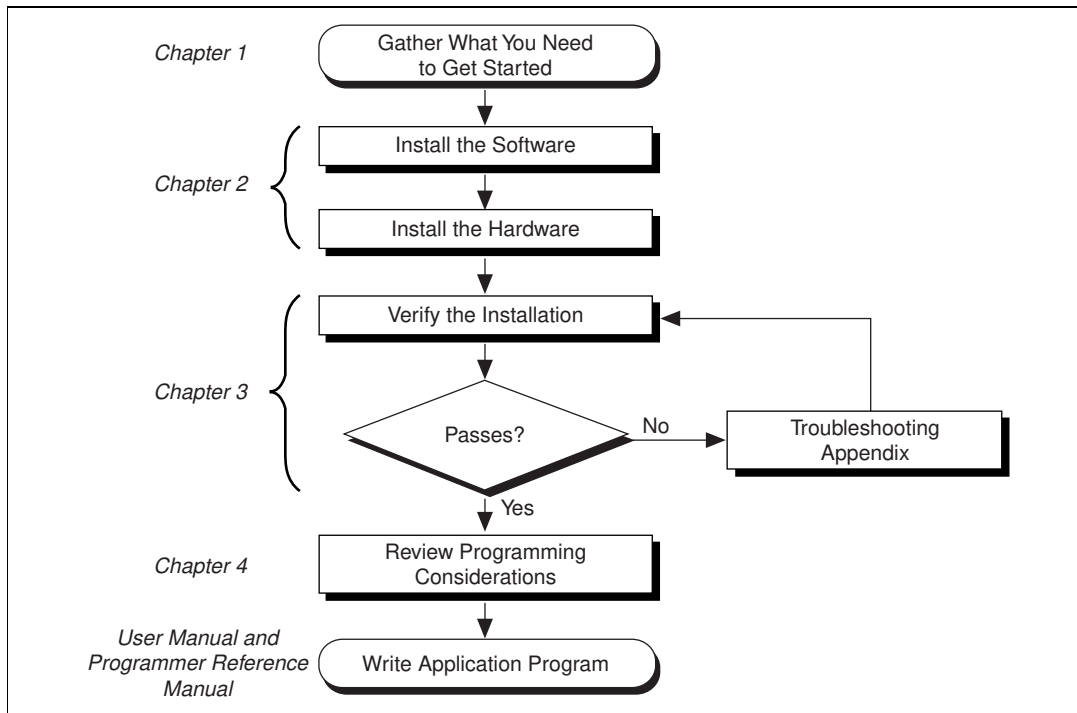 Chapter 1
Gather What You Need
to Get Started
Chapter 2
Install the Software
Install the Hardware
Chapter 3
Verify the Installation
Passes?
No
Troubleshooting
Appendix
Yes
Chapter 4
Review Programming
Considerations
User Manual and
Programmer Reference
Manual
Write Application Program